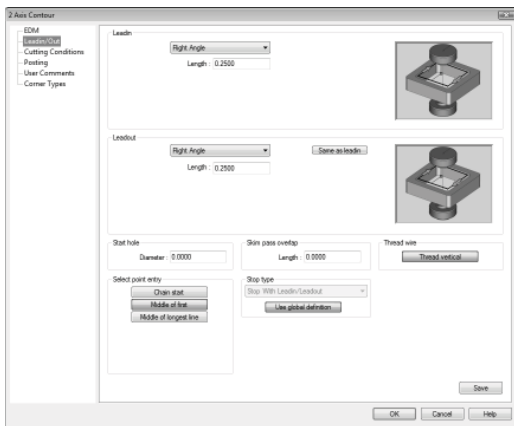 2 Axis Contour
EDM
Leadin/Out
Cutting Conditions
Posting
User Comments
Corner Types
Leadin
Right Angle
Length : 0.2500
Leadout
Right Angle
Same as leadin
Length : 0.2500
Start hole
Diameter : 0.0000
Skim pass overlap
Length : 0.0000
Thread wire
Thread vertical
Select point entry
Chain start
Middle of first
Middle of longest line
Stop type
Stop With Leadin/Leadout
Use global definition
Save
OK
Cancel
Help